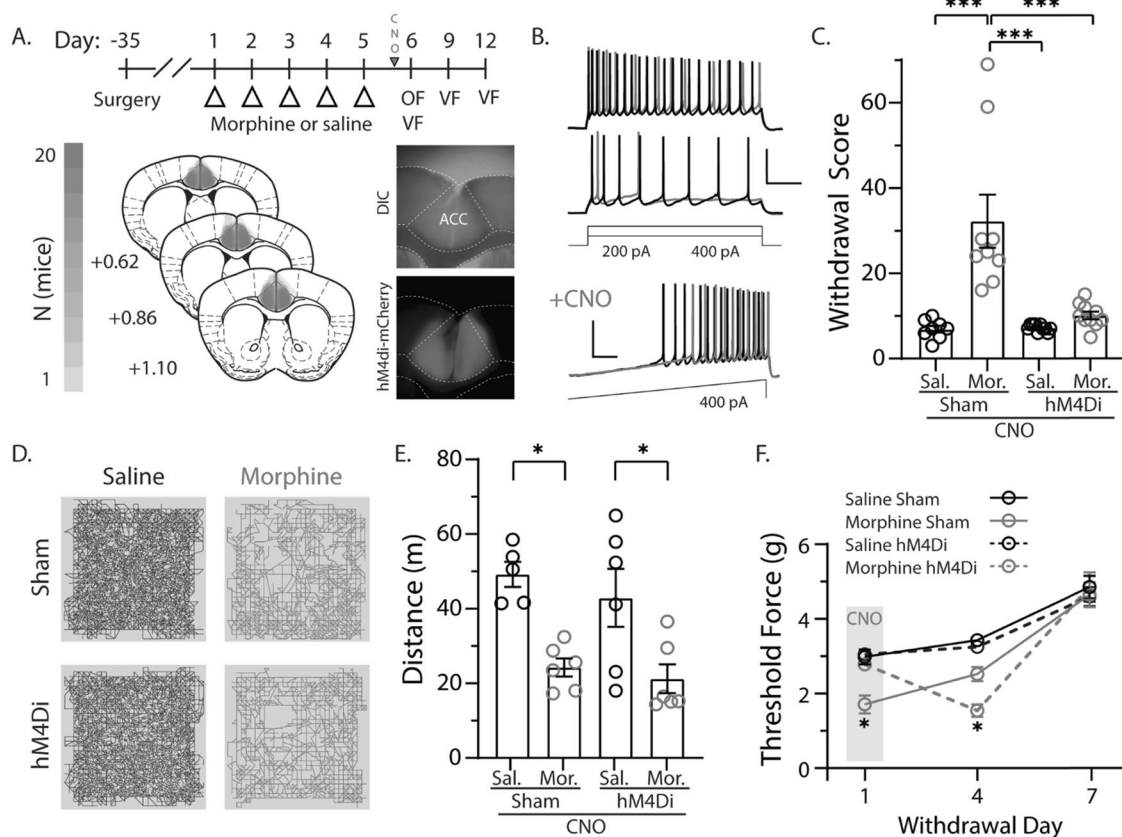 A.
Day: -35 1 2 3 4 5 6 9 12
CNO
Surgery
OF VF VF
Morphine or saline VF
20
N (mice)
1
+0.62
+0.86
+1.10
DIC
ACC
hM4di-mCherry
B.
200 pA 400 pA
+CNO
400 pA
C.
*** ***
***
Withdrawal Score
60
40
20
0
Sal. Mor. Sal. Mor.
Sham hM4Di
CNO
D.
Saline Morphine
Sham
hM4Di
E.
* *
Distance (m)
80
60
40
20
0
Sal. Mor. Sal. Mor.
Sham hM4Di
CNO
F.
Saline Sham
Morphine Sham
Saline hM4Di
Morphine hM4Di
Threshold Force (g)
6
4
2
0
CNO
* *
1 4 7
Withdrawal Day